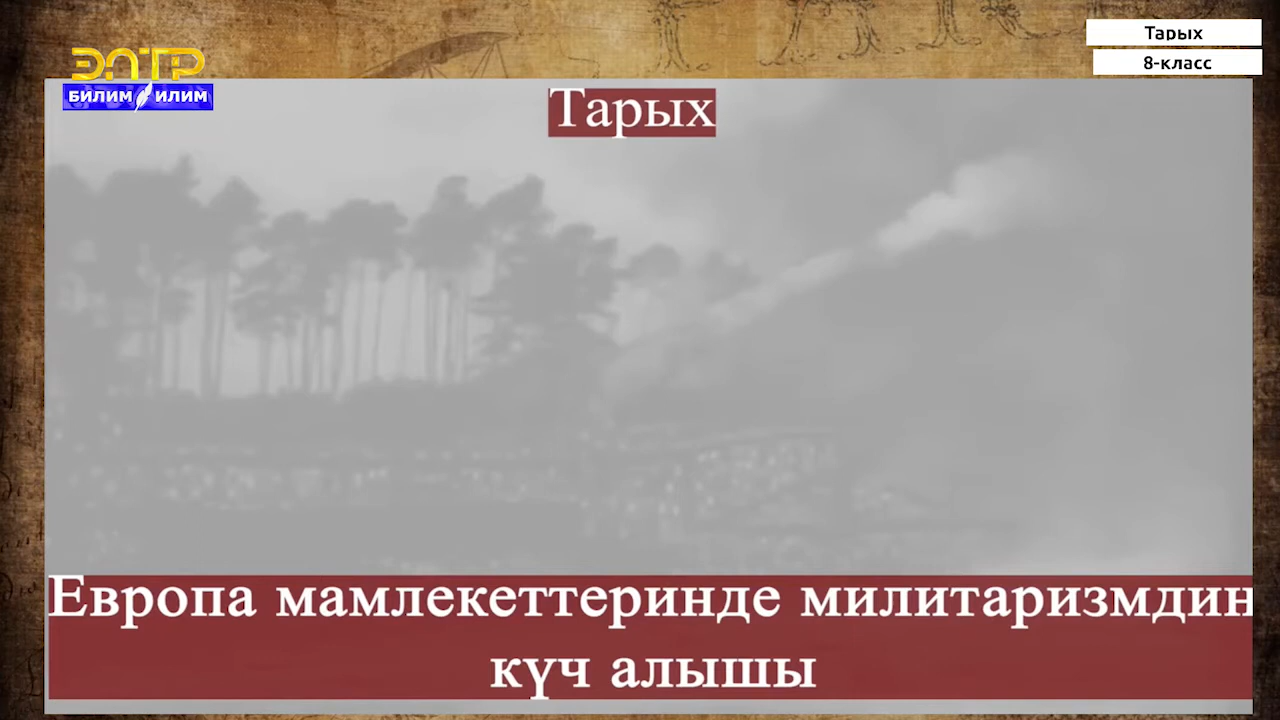 ЭЛТР
БИЛИМ ИЛИМ
Тарых
8-класс
Тарых
Европа мамлекеттеринде милитаризмдин
күч алышы